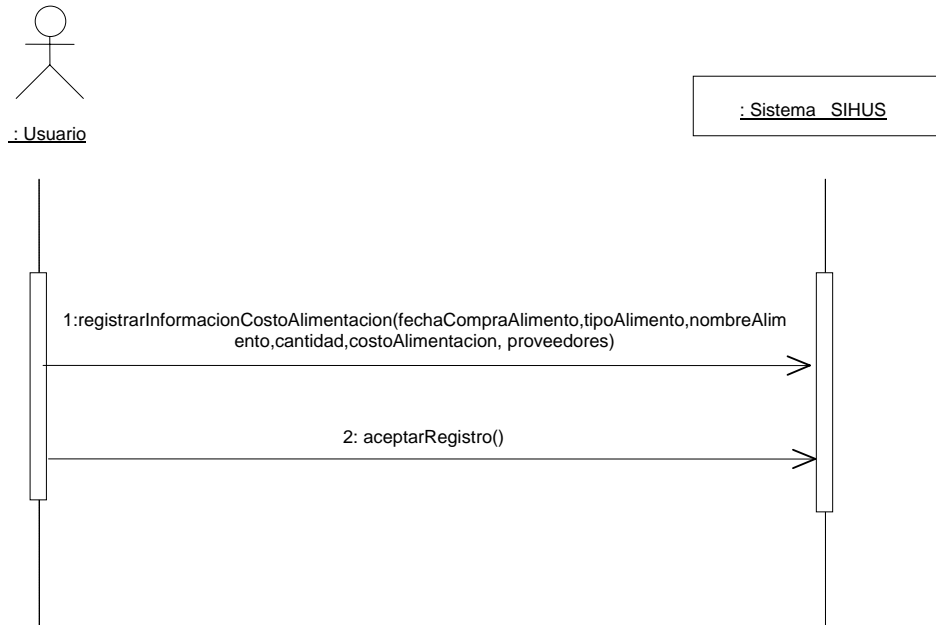 : Usuario
: Sistema SIHUS
1:registrarInformacionCostoAlimentacion(fechaCompraAlimento,tipoAlimento,nombreAlim
ento,cantidad,costoAlimentacion, proveedores)
2: aceptarRegistro()